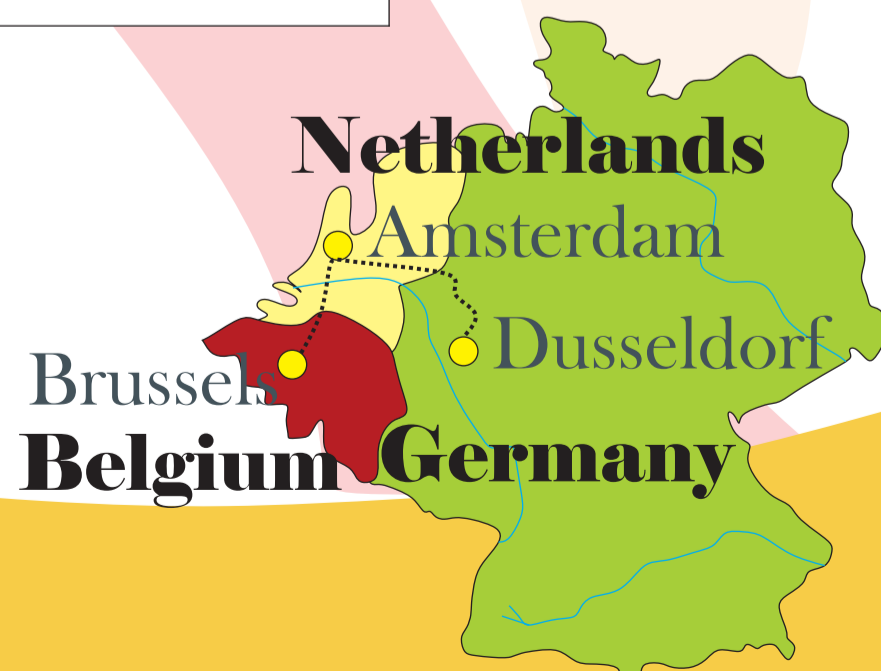 Netherlands
Amsterdam
Dusseldorf
Brussels
Belgium
Germany